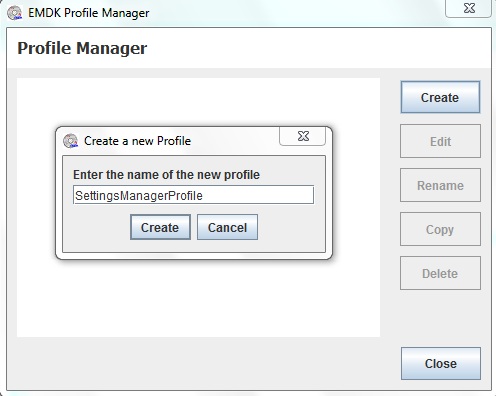 EMDK Profile Manager
Profile Manager
Create
Edit
Rename
Copy
Delete
Close
Create a new Profile
Enter the name of the new profile
SettingsManagerProfile
Create Cancel